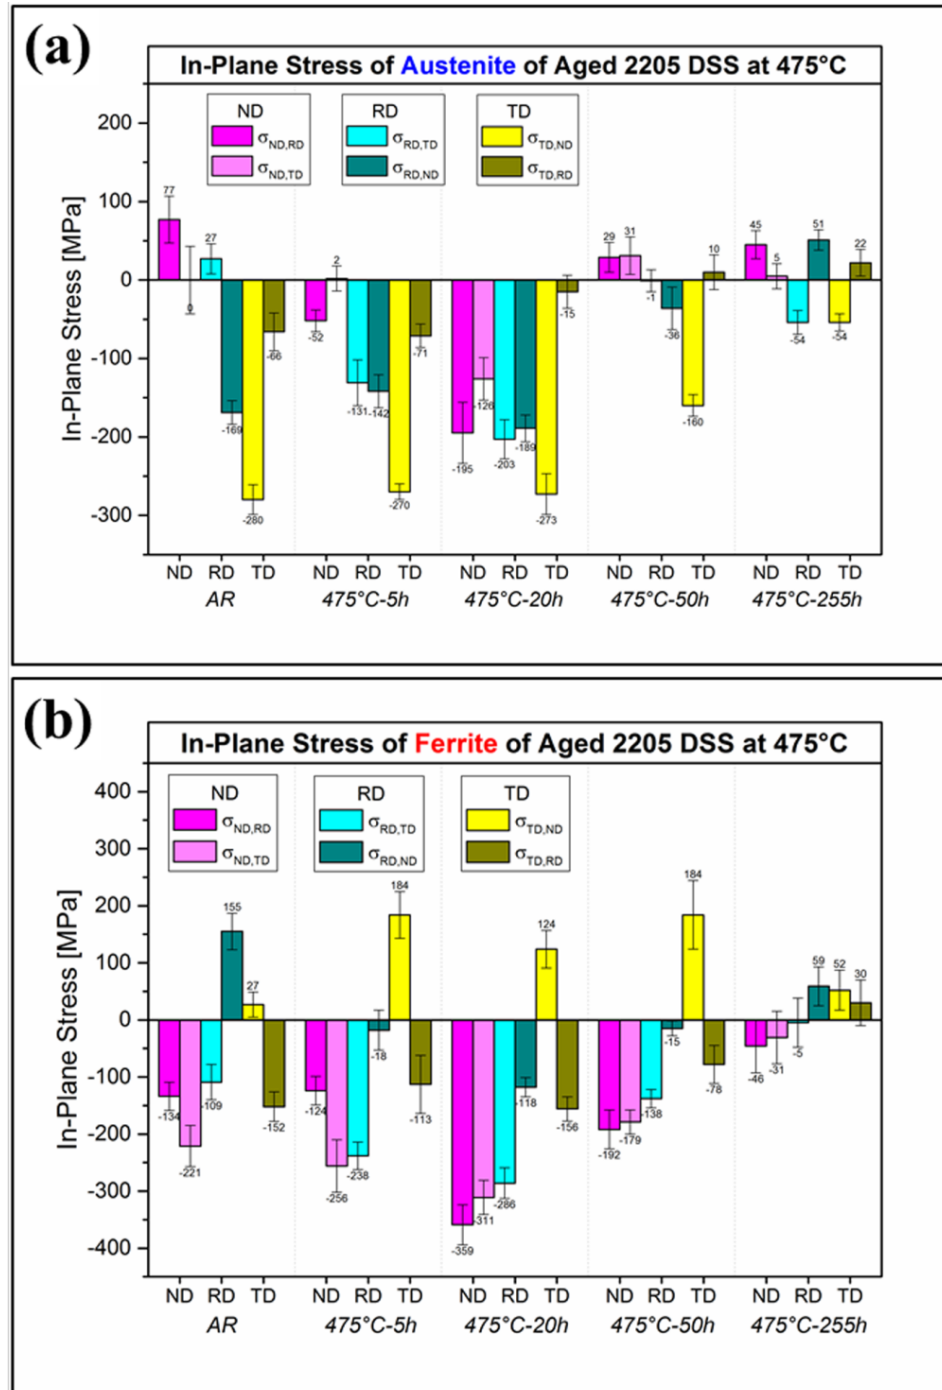 (a)
In-Plane Stress of Austenite of Aged 2205 DSS at 475°C
ND RD TD
σND,RD σRD,TD σTD,ND
σND,TD σRD,ND σTD,RD
In-Plane Stress [MPa]
200
100
0
-100
-200
-300
77 0 27 -169 -280 -66
-52 2 -131 -142 -270 -71
-195 -126 -203 -189 -273 -15
29 31 -1 -36 -160 10
45 5 -54 51 -54 22
ND RD TD ND RD TD ND RD TD ND RD TD ND RD TD
AR 475°C-5h 475°C-20h 475°C-50h 475°C-255h
(b)
In-Plane Stress of Ferrite of Aged 2205 DSS at 475°C
ND RD TD
σND,RD σRD,TD σTD,ND
σND,TD σRD,ND σTD,RD
In-Plane Stress [MPa]
400
300
200
100
0
-100
-200
-300
-400
-134 -221 -109 155 27 -152
-124 -256 -238 -18 184 -113
-359 -311 -286 -118 124 -156
-192 -179 -138 -15 184 -78
-46 -31 -5 59 52 30
ND RD TD ND RD TD ND RD TD ND RD TD ND RD TD
AR 475°C-5h 475°C-20h 475°C-50h 475°C-255h